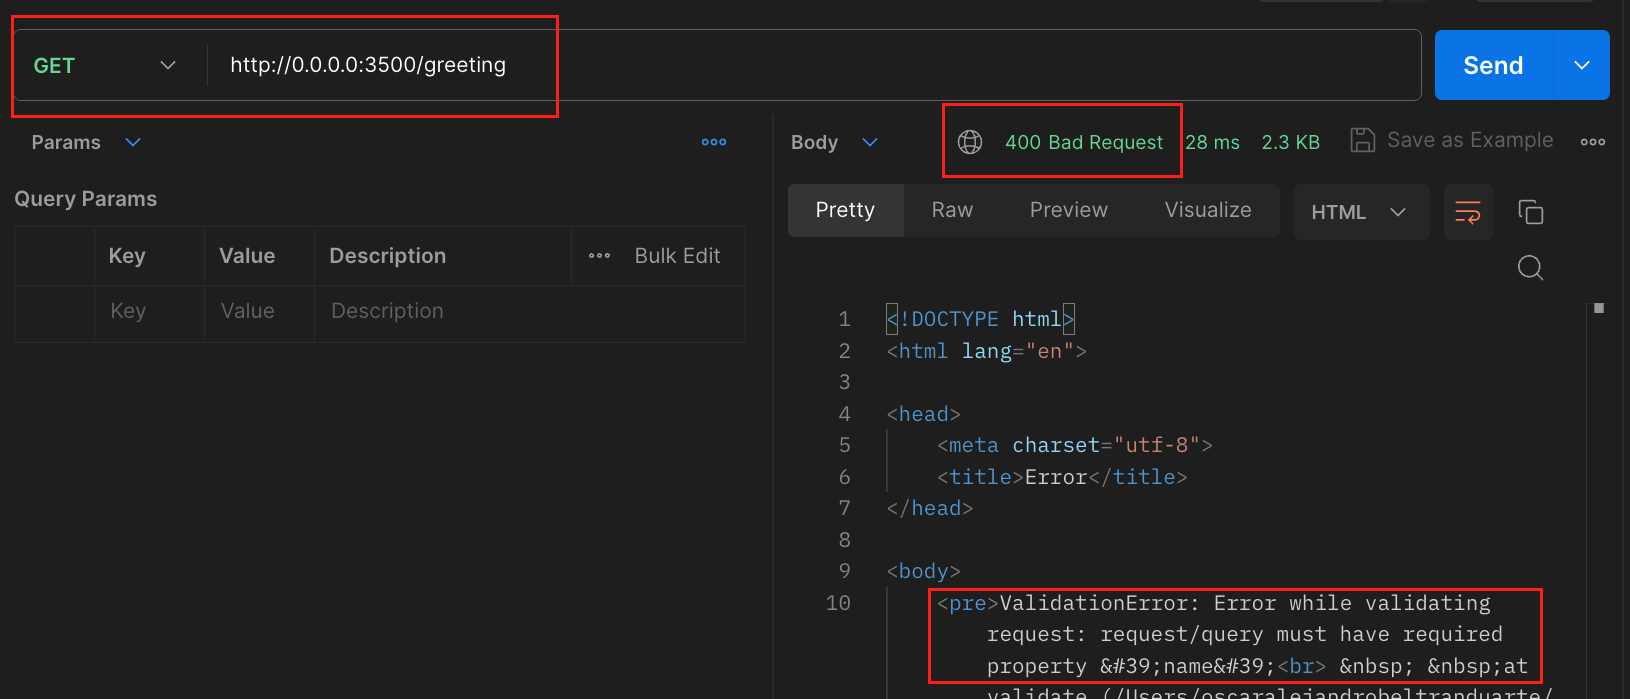 GET
http://0.0.0.0:3500/greeting
Send
Params
Body
400 Bad Request
28 ms
2.3 KB
Save as Example
Query Params
Pretty
Raw
Preview
Visualize
HTML
Key
Value
Description
Bulk Edit
Key
Value
Description
1 <!DOCTYPE html>
2 <html lang="en">
3
4 <head>
5 <meta charset="utf-8">
6 <title>Error</title>
7 </head>
8
9 <body>
10 <pre>ValidationError: Error while validating
request: request/query must have required
property &#39;name&#39;<br> &nbsp; &nbsp;at
validate (/Users/oscaralejandrobeltranduarte/